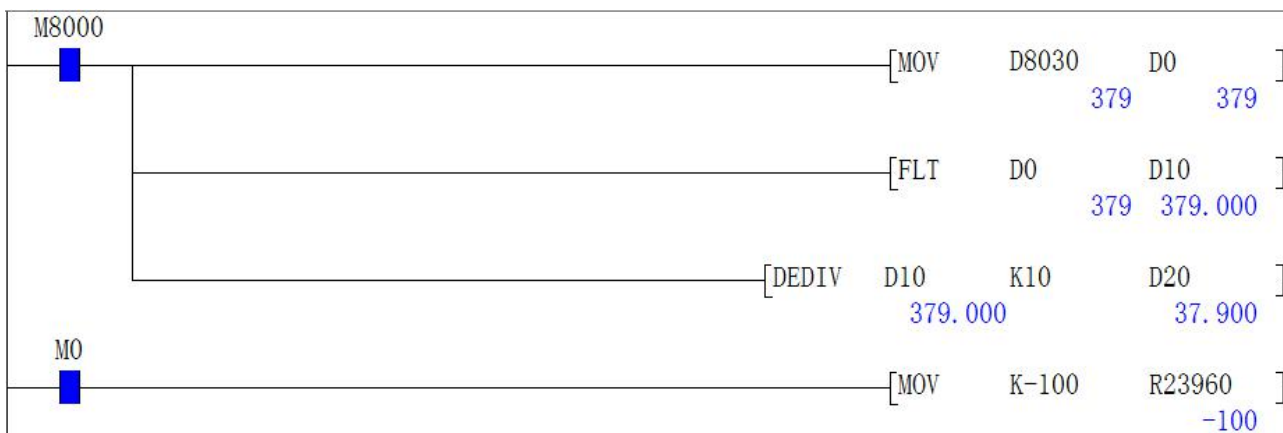 M8000
[MOV D8030 D0 ]
379 379
[FLT D0 D10 ]
379 379.000
[DEDIV D10 K10 D20 ]
379.000 37.900
M0
[MOV K-100 R23960 ]
-100